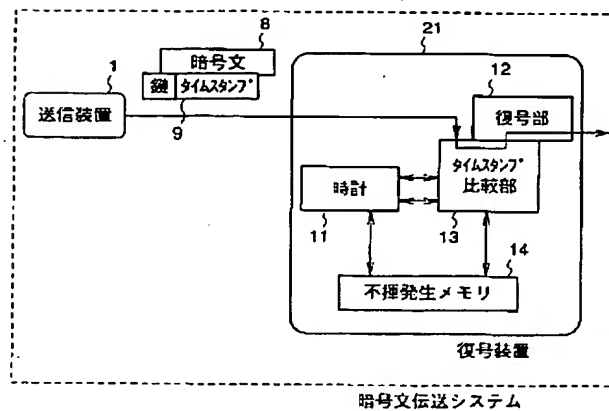 8
21
暗号文
1
12
鍵 タイムスタンプ
送信装置
9
復号部
タイムスタンプ
比較部
時計
11
13
14
不揮発生メモリ
復号装置
暗号文伝送システム